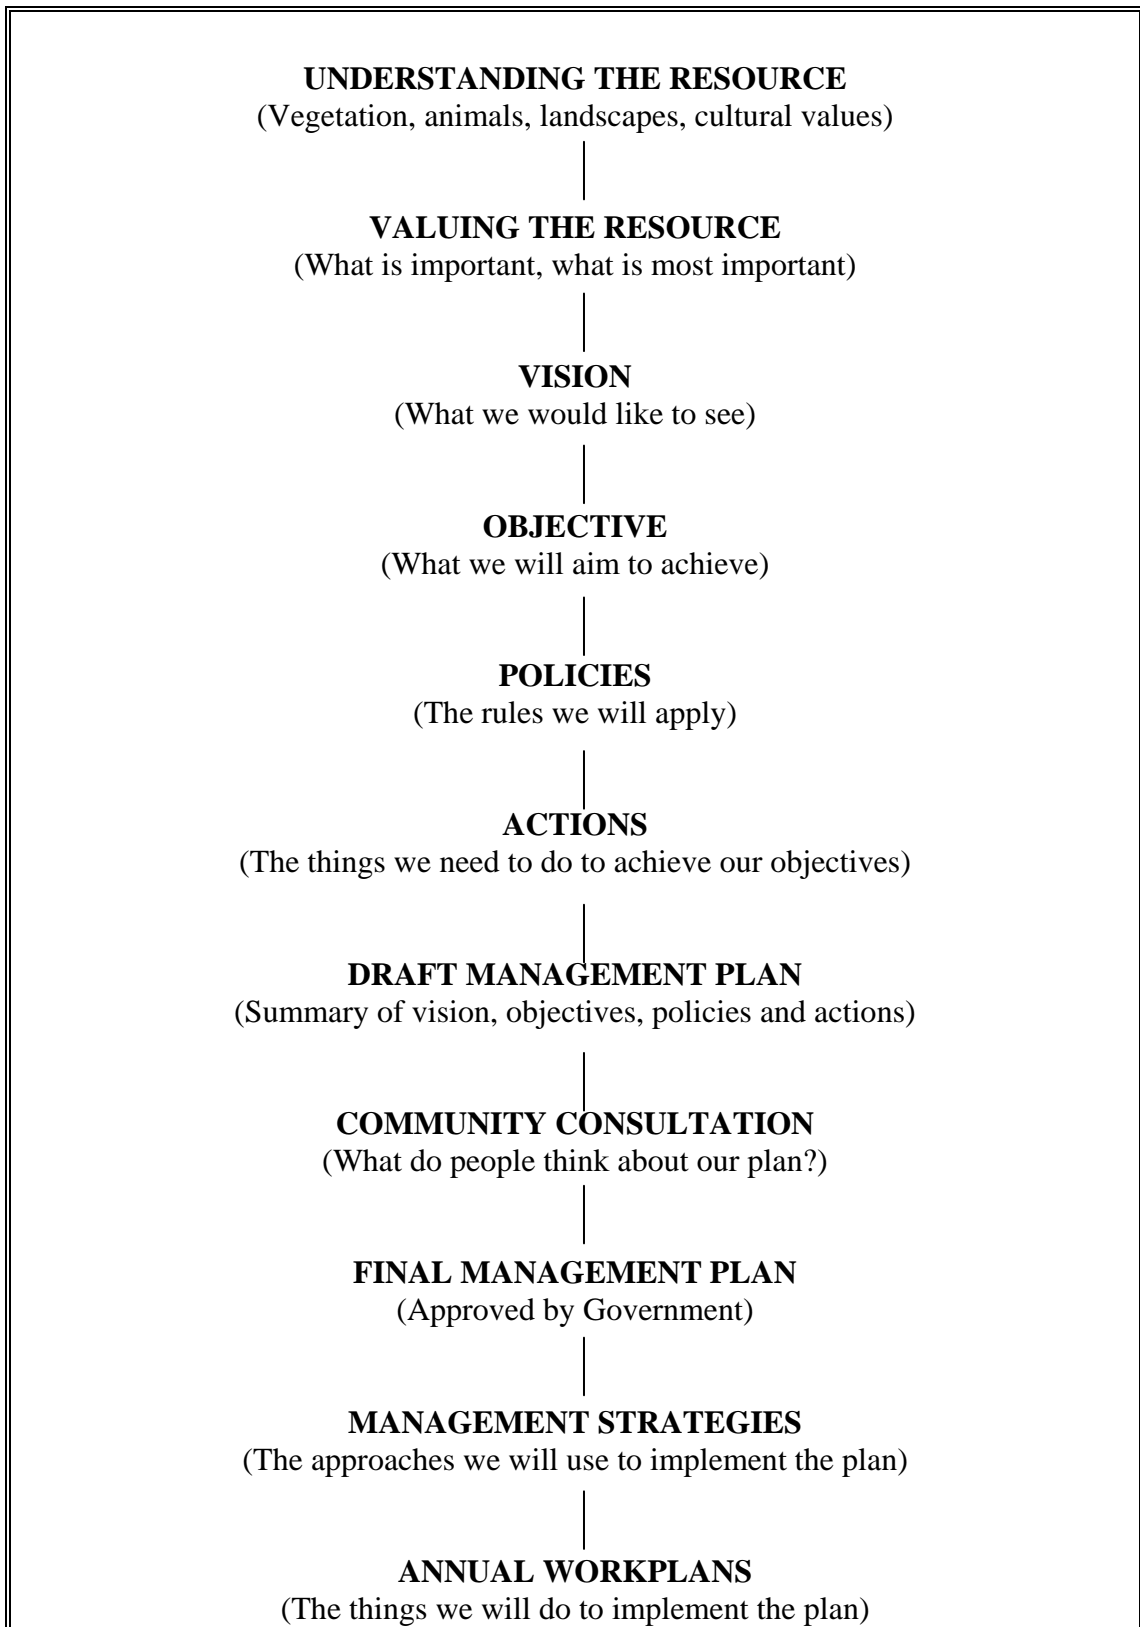 UNDERSTANDING THE RESOURCE
(Vegetation, animals, landscapes, cultural values)
VALUING THE RESOURCE
(What is important, what is most important)
VISION
(What we would like to see)
OBJECTIVE
(What we will aim to achieve)
POLICIES
(The rules we will apply)
ACTIONS
(The things we need to do to achieve our objectives)
DRAFT MANAGEMENT PLAN
(Summary of vision, objectives, policies and actions)
COMMUNITY CONSULTATION
(What do people think about our plan?)
FINAL MANAGEMENT PLAN
(Approved by Government)
MANAGEMENT STRATEGIES
(The approaches we will use to implement the plan)
ANNUAL WORKPLANS
(The things we will do to implement the plan)